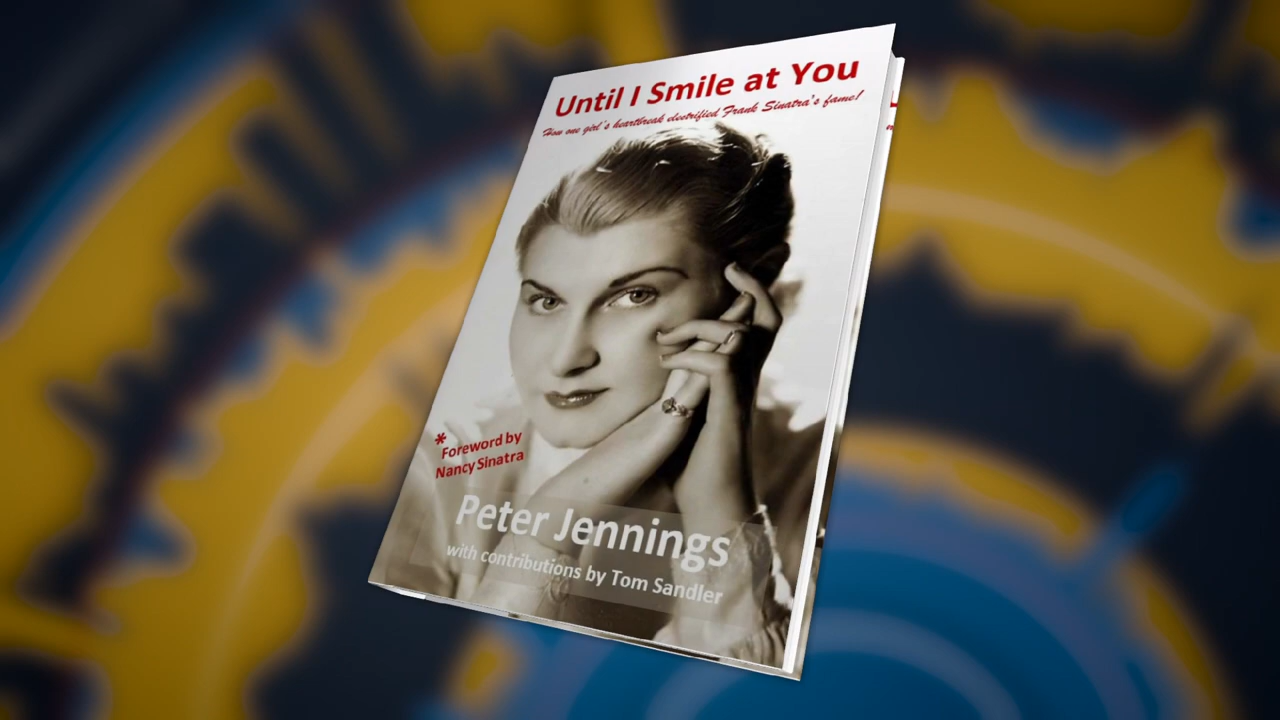 Until I Smile at You
How one girl's heartbreak electrified Frank Sinatra's fame!
*Foreword by
Nancy Sinatra
Peter Jennings
with contributions by Tom Sandler